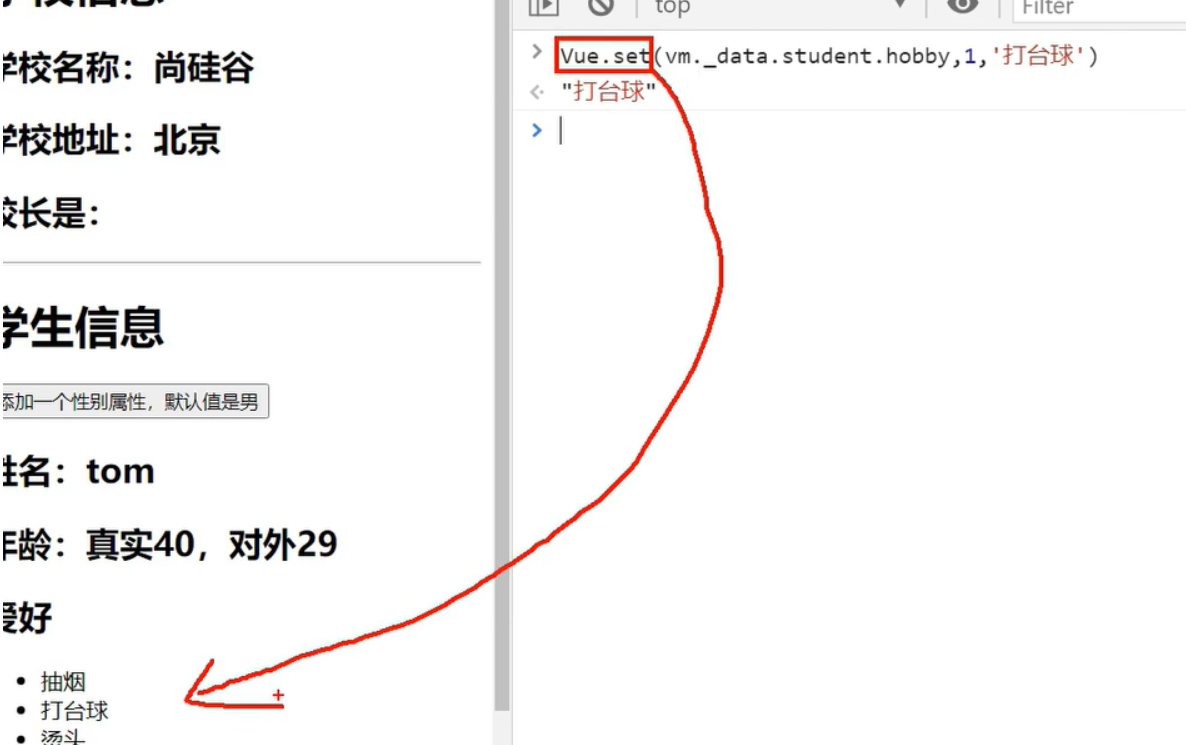 学校名称：尚硅谷
学校地址：北京
校长是：
学生信息
添加一个性别属性，默认值是男
姓名：tom
年龄：真实40，对外29
爱好
抽烟
打台球
烫头
top
Filter
Vue.set(vm._data.student.hobby,1,'打台球')
"打台球"